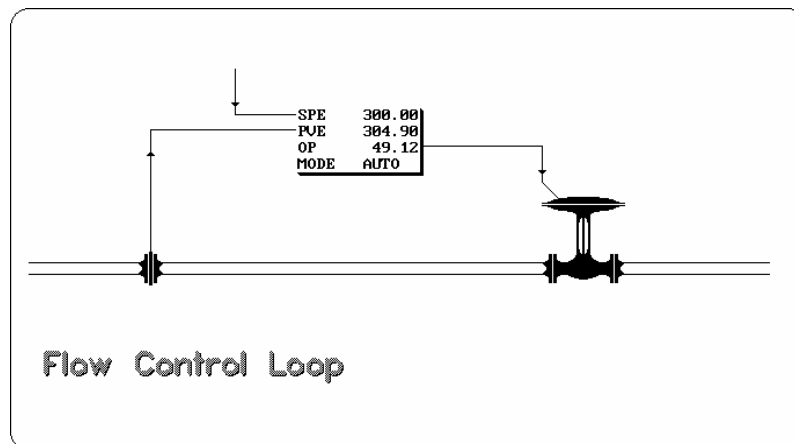 SPE 300.00
PVE 304.90
OP 49.12
MODE AUTO
Flow Control Loop